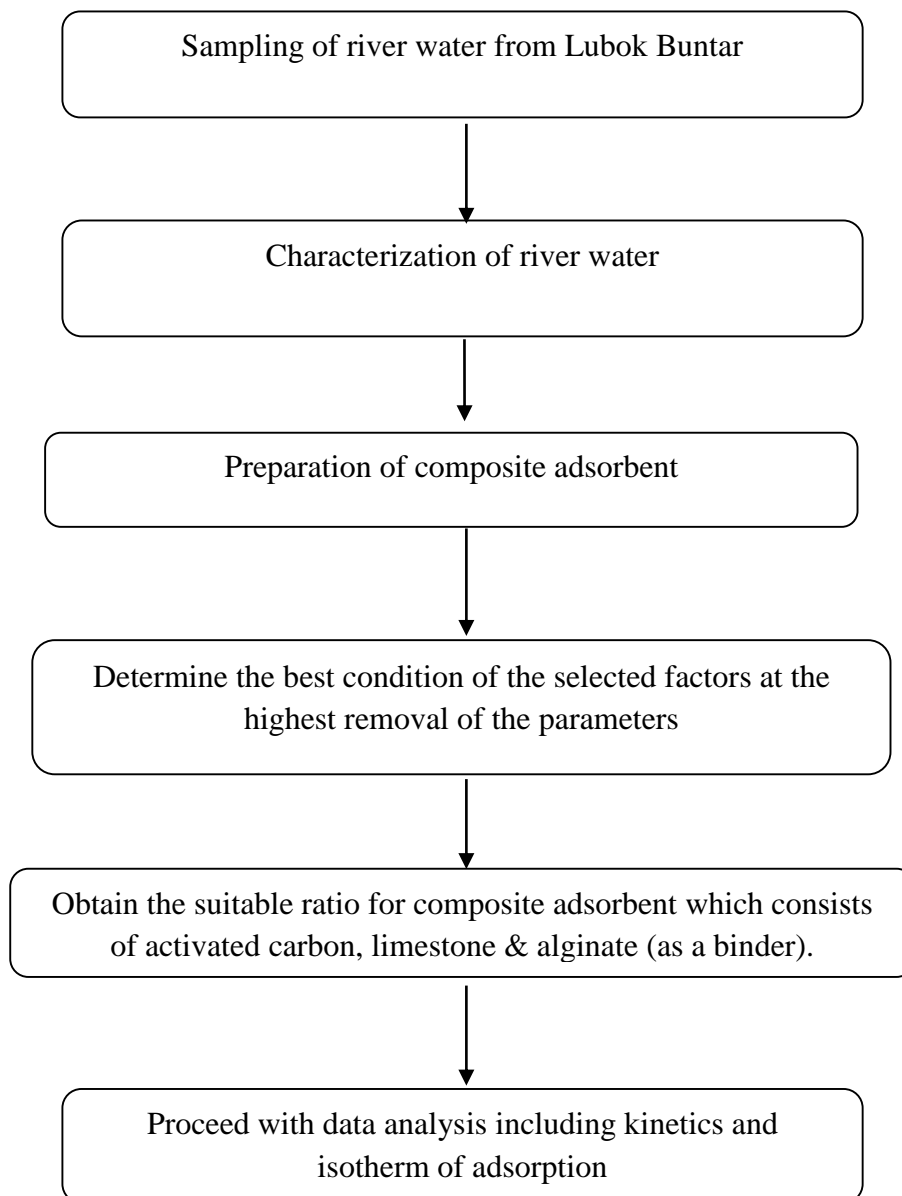 Sampling of river water from Lubok Buntar
Characterization of river water
Preparation of composite adsorbent
Determine the best condition of the selected factors at the
highest removal of the parameters
Obtain the suitable ratio for composite adsorbent which consists
of activated carbon, limestone & alginate (as a binder).
Proceed with data analysis including kinetics and
isotherm of adsorption